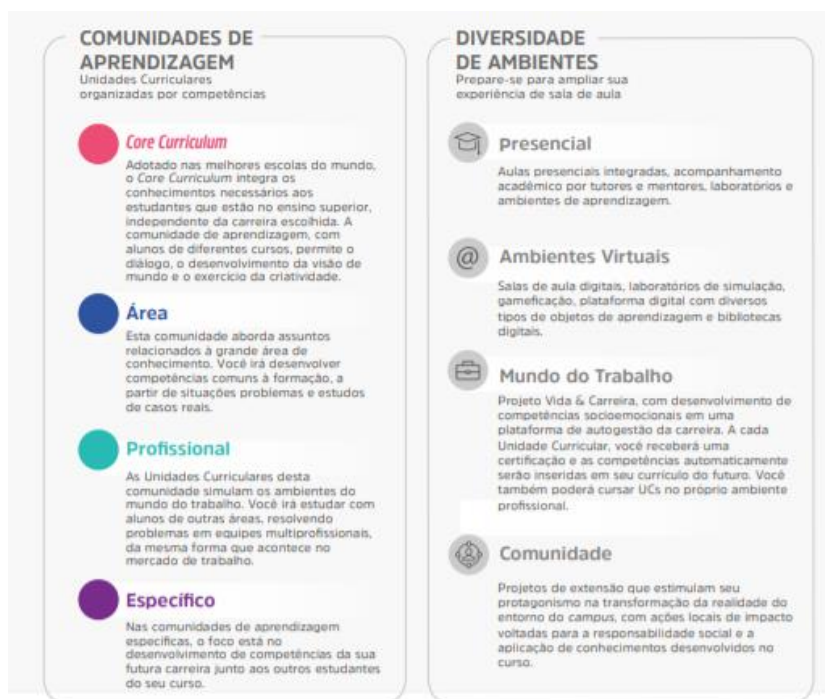 COMUNIDADES DE
APRENDIZAGEM
Unidades Curriculares
organizadas por competências
Core Curriculum
Adotado nas melhores escolas do mundo,
o Core Curriculum integra os
conhecimentos necessários aos
estudantes que estão no ensino superior,
independente da carreira escolhida. A
comunidade de aprendizagem, com
alunos de diferentes cursos, permite o
diálogo, o desenvolvimento da visão de
mundo e o exercício da criatividade.
Área
Esta comunidade aborda assuntos
relacionados à grande área de
conhecimento. Você irá desenvolver
competências comuns à formação, a
partir de situações problemas e estudos
de casos reais.
Profissional
As Unidades Curriculares desta
comunidade simulam os ambientes do
mundo do trabalho. Você irá estudar com
alunos de outras áreas, resolvendo
problemas em equipes multiprofissionais,
da mesma forma que acontece no
mercado de trabalho.
Específico
Nas comunidades de aprendizagem
específicas, o foco está no
desenvolvimento de competências da sua
futura carreira junto aos outros estudantes
do seu curso.
DIVERSIDADE
DE AMBIENTES
Prepare-se para ampliar sua
experiência de sala de aula
Presencial
Aulas presenciais integradas, acompanhamento
acadêmico por tutores e mentores, laboratórios e
ambientes de aprendizagem.
@ Ambientes Virtuais
Salas de aula digitais, laboratórios de simulação,
gameficação, plataforma digital com diversos
tipos de objetos de aprendizagem e bibliotecas
digitais.
Mundo do Trabalho
Projeto Vida & Carreira, com desenvolvimento de
competências socioemocionais em uma
plataforma de autogestão da carreira. A cada
Unidade Curricular, você receberá uma
certificação e as competências automaticamente
serão inseridas em seu currículo do futuro. Você
também poderá cursar UCs no próprio ambiente
profissional.
Comunidade
Projetos de extensão que estimulam seu
protagonismo na transformação da realidade do
entorno do campus, com ações locais de impacto
voltadas para a responsabilidade social e a
aplicação de conhecimentos desenvolvidos no
curso.